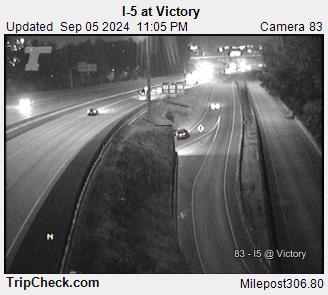 I-5 at Victory
Updated Sep 05 2024 11:05 PM Camera 83
N
83 - I5 @ Victory
TripCheck.com Milepost306.80